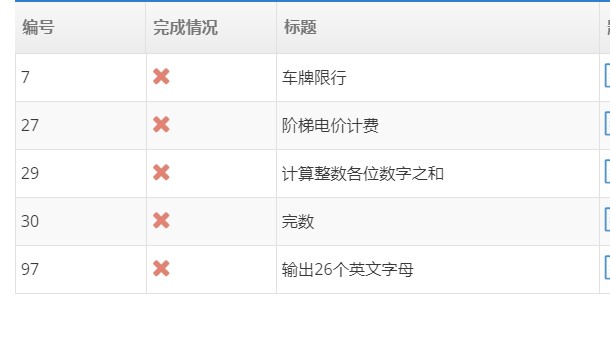 编号 完成情况 标题
7 车牌限行
27 阶梯电价计费
29 计算整数各位数字之和
30 完数
97 输出26个英文字母